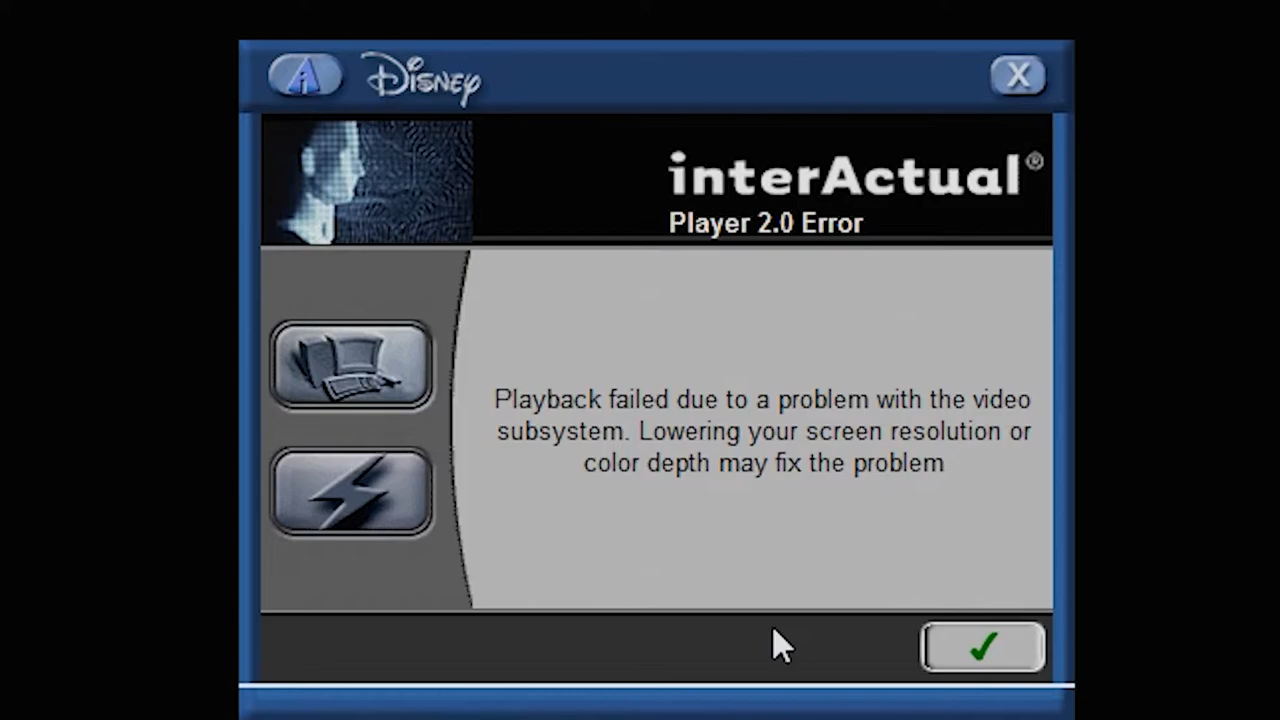 Disney
X
interActual®
Player 2.0 Error
Playback failed due to a problem with the video
subsystem. Lowering your screen resolution or
color depth may fix the problem